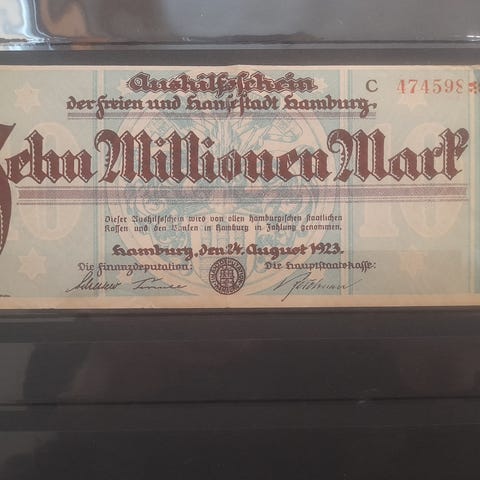 Aushilfsschein
der freien und Hansestadt Hamburg.
C 474598
Zehn Millionen Mark
Dieser Aushilfsschein wird von allen hamburgischen staatlichen
Kassen und den Banken in Hamburg in Zahlung genommen.
Hamburg, den 24. August 1923.
Die Finanzdeputation: Die Hauptstaatskasse: